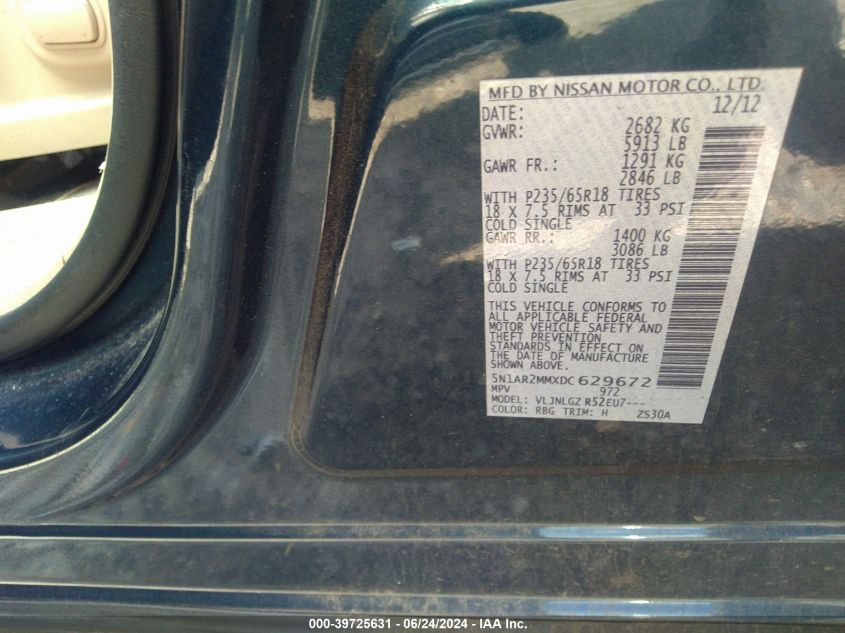 MFD BY NISSAN MOTOR CO., LTD.
DATE: 12/12
GVWR: 2682 KG
5913 LB
GAWR FR.: 1291 KG
2846 LB
WITH P235/65R18 TIRES
18 X 7.5 RIMS AT 33 PSI
COLD SINGLE
GAWR RR.: 1400 KG
3086 LB
WITH P235/65R18 TIRES
18 X 7.5 RIMS AT 33 PSI
COLD SINGLE
THIS VEHICLE CONFORMS TO
ALL APPLICABLE FEDERAL
MOTOR VEHICLE SAFETY AND
THEFT PREVENTION
STANDARDS IN EFFECT ON
THE DATE OF MANUFACTURE
SHOWN ABOVE.
5N1AR2MMXDC629672
MPV 972
MODEL: VLJNLGZ R52EU7---
COLOR: RBG TRIM: H ZS30A
000-39725631 - 06/24/2024 - IAA Inc.